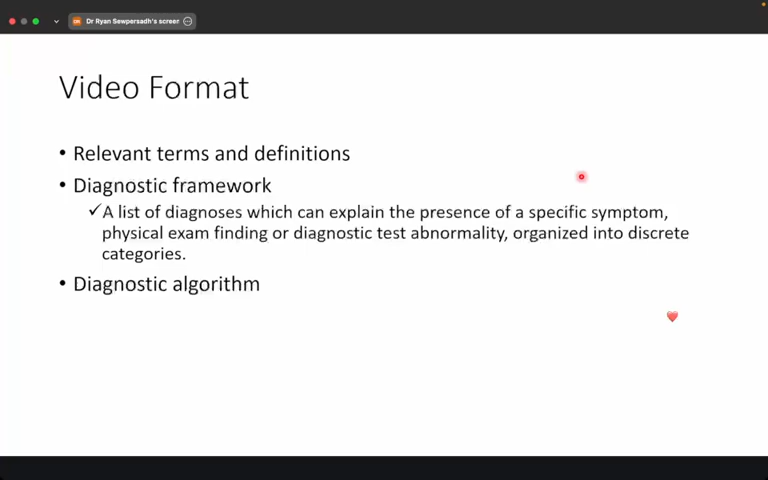 Dr Ryan Sewpersadh's screen
Video Format
• Relevant terms and definitions
• Diagnostic framework
✓A list of diagnoses which can explain the presence of a specific symptom,
physical exam finding or diagnostic test abnormality, organized into discrete
categories.
• Diagnostic algorithm